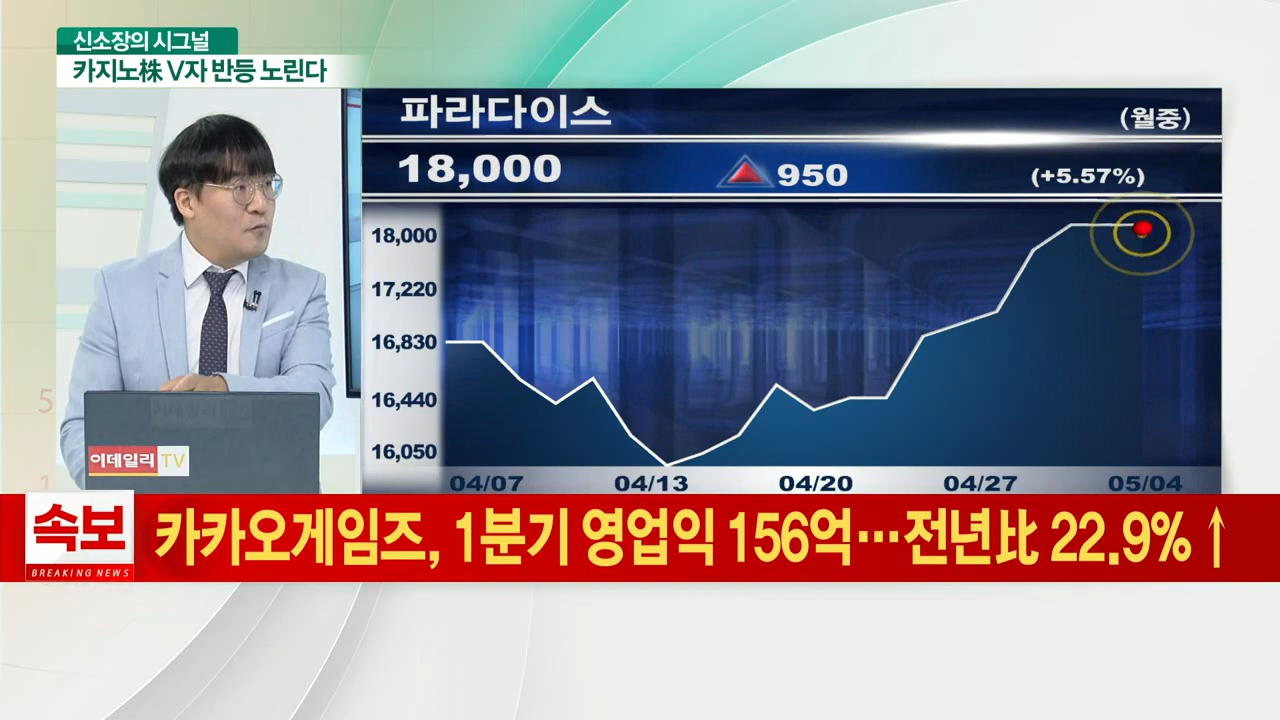 신소장의 시그널
카지노株 V자 반등 노린다
파라다이스
(월중)
18,000
950
(+5.57%)
18,000
17,220
16,830
16,440
16,050
04/07
04/13
04/20
04/27
05/04
5
1
이데일리 TV
속보
BREAKING NEWS
카카오게임즈, 1분기 영업익 156억…전년比 22.9%↑